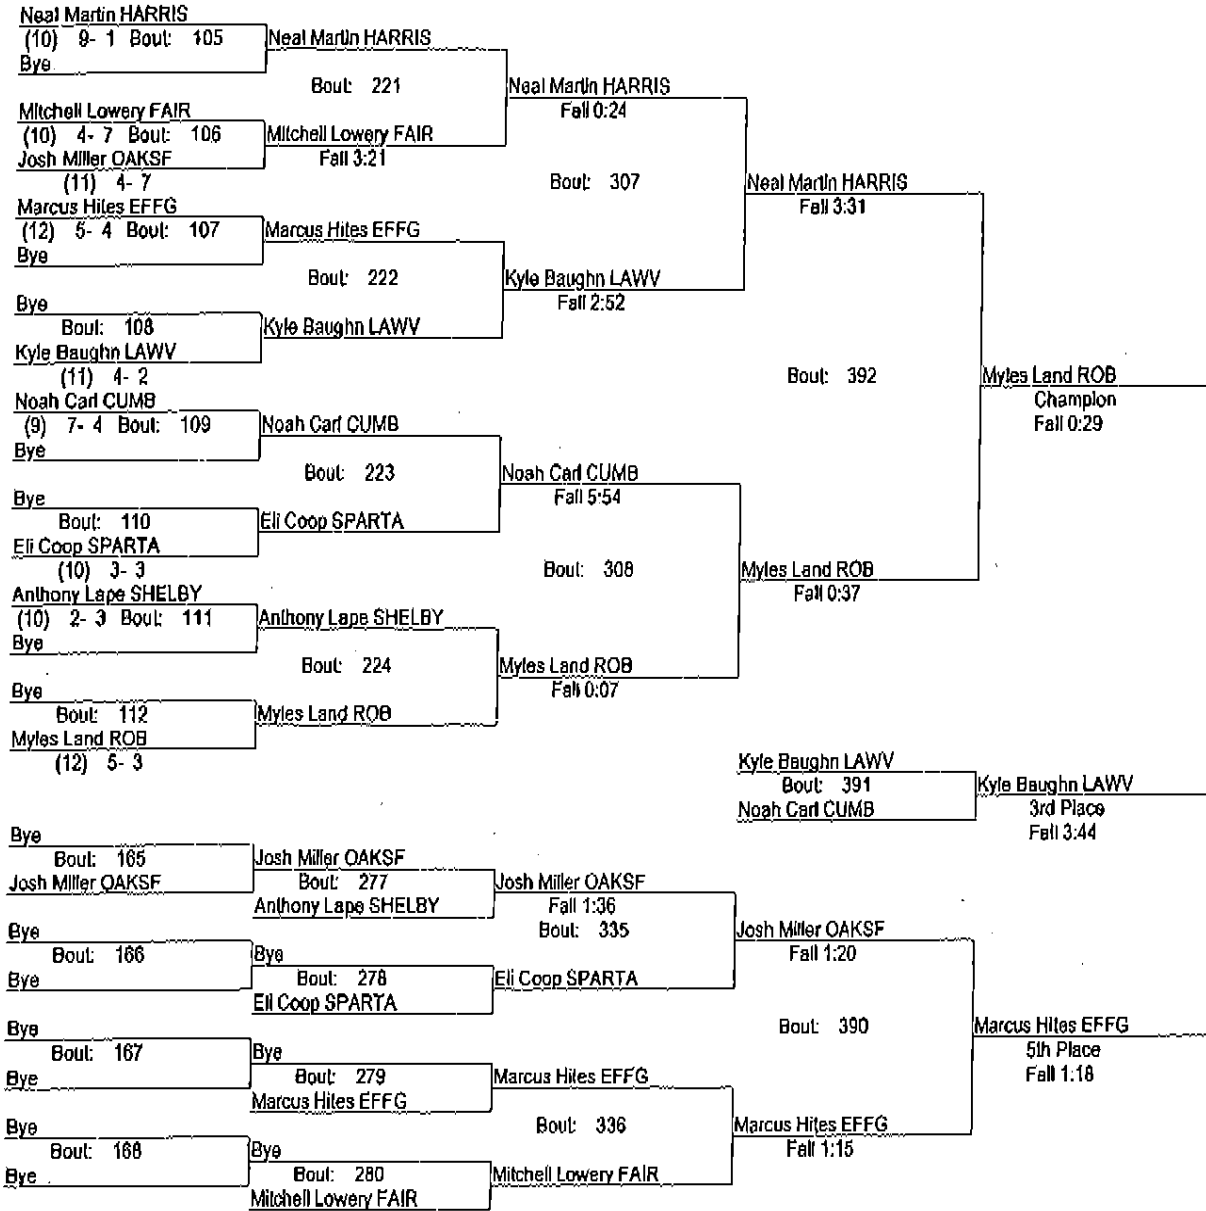 Neal Martin HARRIS
(10) 9- 1 Bout: 105
Bye
Neal Martin HARRIS
Bout: 221
Mitchell Lowery FAIR
(10) 4- 7 Bout: 106
Josh Miller OAKSF
(11) 4- 7
Mitchell Lowery FAIR
Fall 3:21
Neal Martin HARRIS
Fall 0:24
Bout: 307
Marcus Hites EFFG
(12) 5- 4 Bout: 107
Bye
Marcus Hites EFFG
Bout: 222
Bye
Bout: 108
Kyle Baughn LAWV
(11) 4- 2
Kyle Baughn LAWV
Kyle Baughn LAWV
Fall 2:52
Neal Martin HARRIS
Fall 3:31
Bout: 392
Noah Carl CUMB
(9) 7- 4 Bout: 109
Bye
Noah Carl CUMB
Bout: 223
Bye
Bout: 110
Eli Coop SPARTA
(10) 3- 3
Eli Coop SPARTA
Noah Carl CUMB
Fall 5:54
Bout: 308
Anthony Lape SHELBY
(10) 2- 3 Bout: 111
Bye
Anthony Lape SHELBY
Bout: 224
Bye
Bout: 112
Myles Land ROB
(12) 5- 3
Myles Land ROB
Myles Land ROB
Fall 0:07
Myles Land ROB
Fall 0:37
Myles Land ROB
Champion
Fall 0:29
Kyle Baughn LAWV
Bout: 391
Noah Carl CUMB
Kyle Baughn LAWV
3rd Place
Fall 3:44
Bye
Bout: 165
Josh Miller OAKSF
Josh Miller OAKSF
Bout: 277
Anthony Lape SHELBY
Josh Miller OAKSF
Fall 1:36
Bout: 335
Bye
Bout: 166
Bye
Bye
Bout: 278
Eli Coop SPARTA
Eli Coop SPARTA
Josh Miller OAKSF
Fall 1:20
Bout: 390
Bye
Bout: 167
Bye
Bye
Bout: 279
Marcus Hites EFFG
Marcus Hites EFFG
Bout: 336
Bye
Bout: 168
Bye
Bye
Bout: 280
Mitchell Lowery FAIR
Mitchell Lowery FAIR
Marcus Hites EFFG
Fall 1:15
Marcus Hites EFFG
5th Place
Fall 1:18